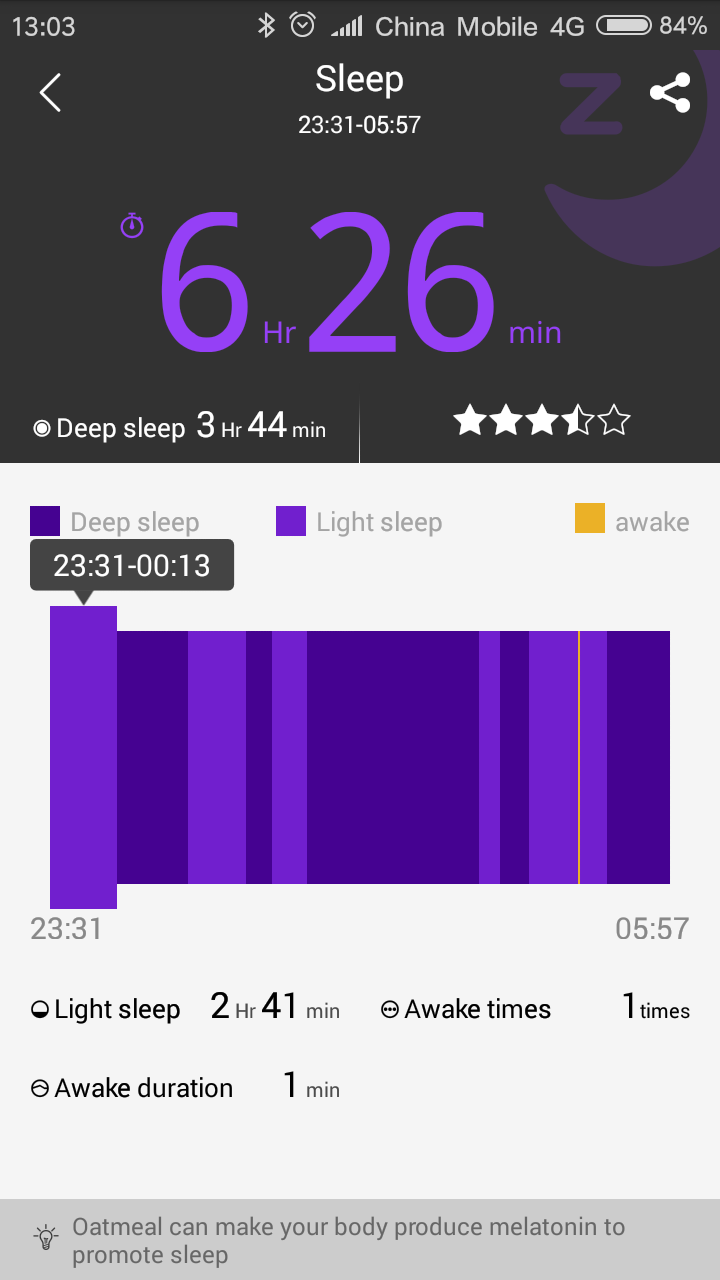 13:03 China Mobile 4G 84%
Sleep
23:31-05:57
Z
6 Hr 26 min
Deep sleep 3 Hr 44 min
Deep sleep Light sleep awake
23:31-00:13
23:31 05:57
Light sleep 2 Hr 41 min Awake times 1 times
Awake duration 1 min
Oatmeal can make your body produce melatonin to
promote sleep